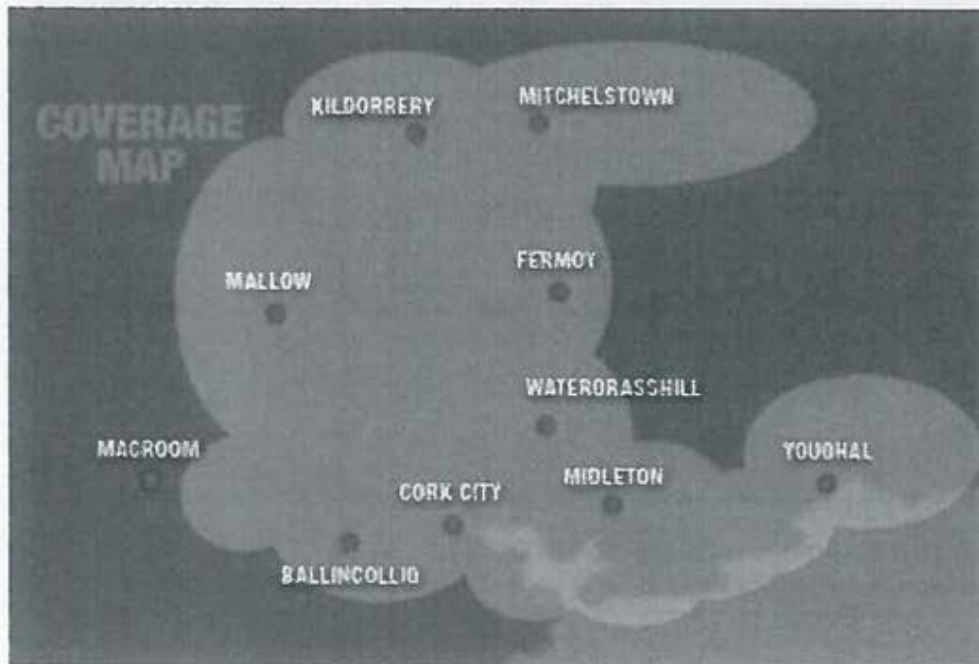 COVERAGE
MAP
KILDORRERY
MITCHELSTOWN
MALLOW
FERMOY
WATERGRASSHILL
MACROOM
CORK CITY
MIDLETON
YOUGHAL
BALLINCOLLIG